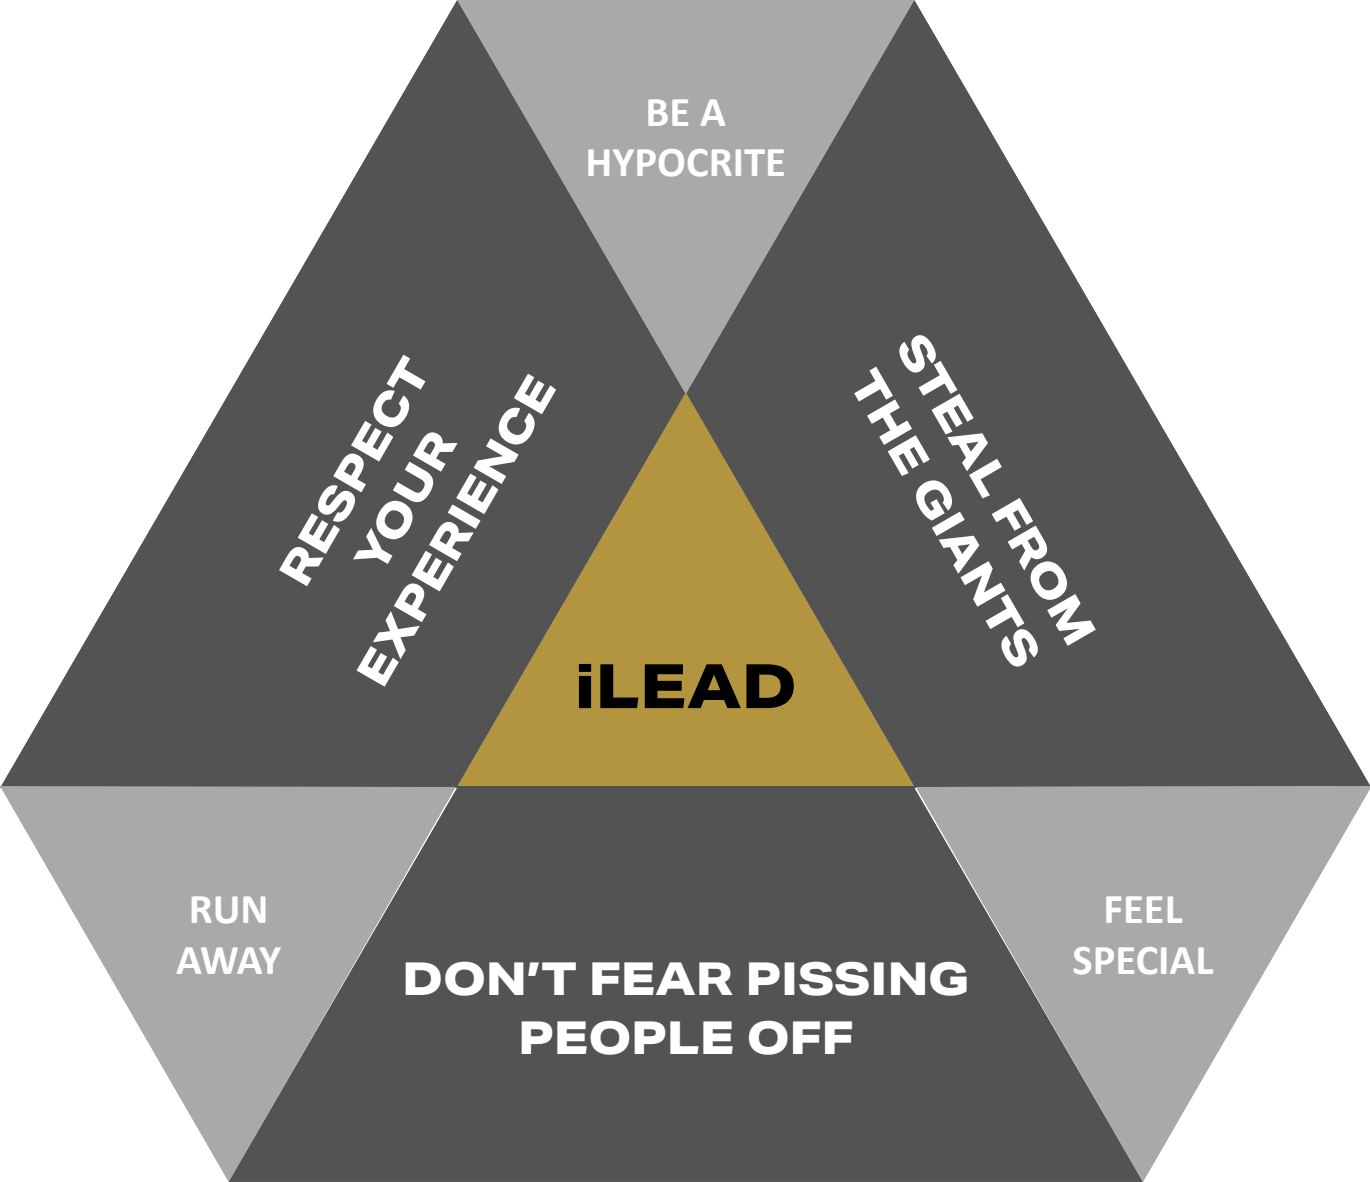 BE A
HYPOCRITE
RESPECT
YOUR
EXPERIENCE
STEAL FROM
THE GIANTS
iLEAD
RUN
AWAY
DON'T FEAR PISSING
PEOPLE OFF
FEEL
SPECIAL